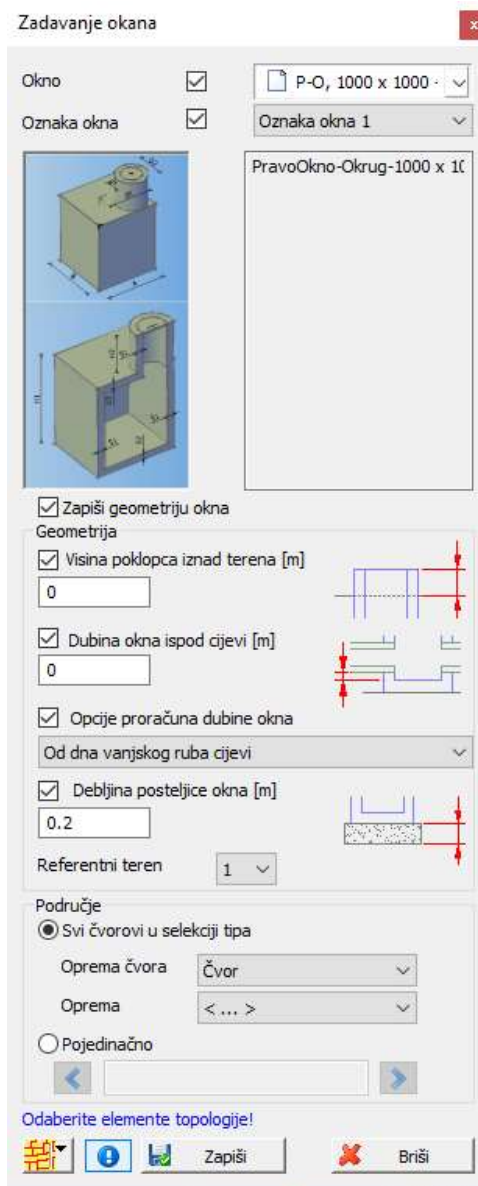 Zadavanje okana
x
Okno P-O, 1000 x 1000 -
Oznaka okna Oznaka okna 1
PravoOkno-Okrug-1000 x 10
Zapiši geometriju okna
Geometrija
Visina poklopca iznad terena [m]
0
Dubina okna ispod cijevi [m]
0
Opcije proračuna dubine okna
Od dna vanjskog ruba cijevi
Debljina posteljice okna [m]
0.2
Referentni teren 1
Područje
Svi čvorovi u selekciji tipa
Oprema čvora Čvor
Oprema < ... >
Pojedinačno
Odaberite elemente topologije!
Zapiši Briši